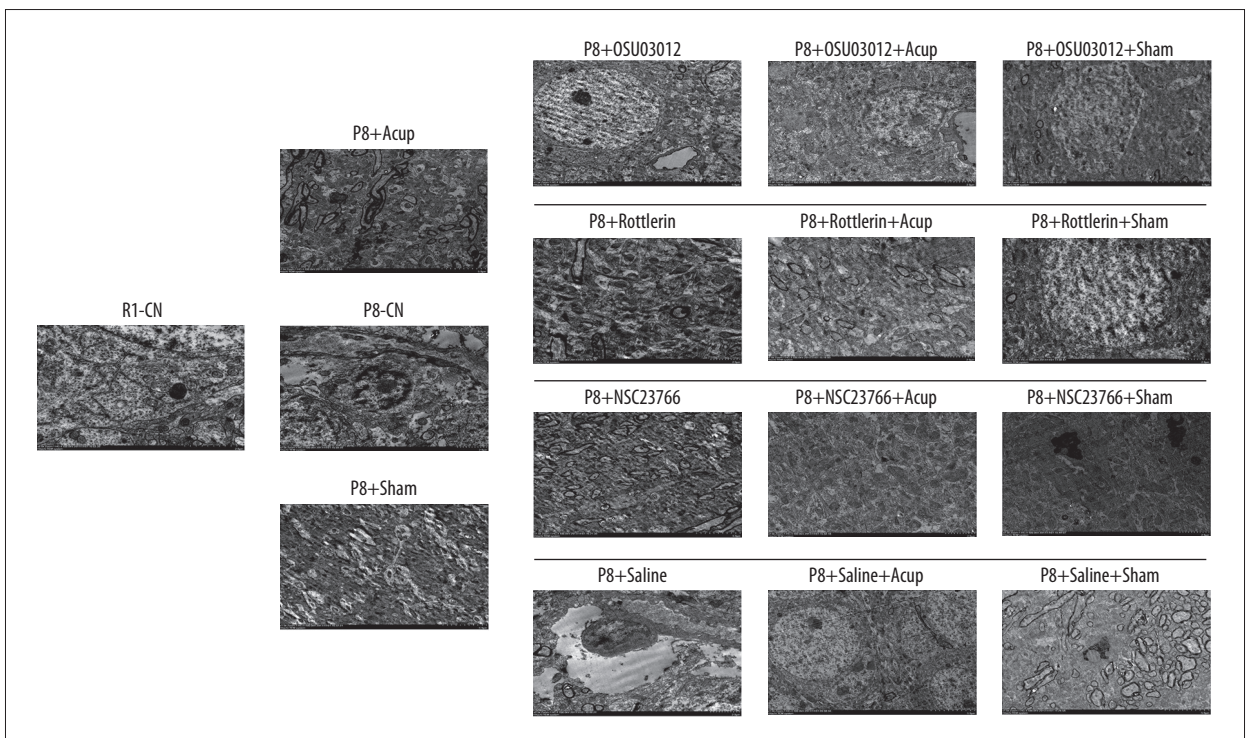 P8+OSU03012
P8+OSU03012+Acup
P8+OSU03012+Sham
P8+Acup
P8+Rottlerin
P8+Rottlerin+Acup
P8+Rottlerin+Sham
R1-CN
P8-CN
P8+NSC23766
P8+NSC23766+Acup
P8+NSC23766+Sham
P8+Sham
P8+Saline
P8+Saline+Acup
P8+Saline+Sham